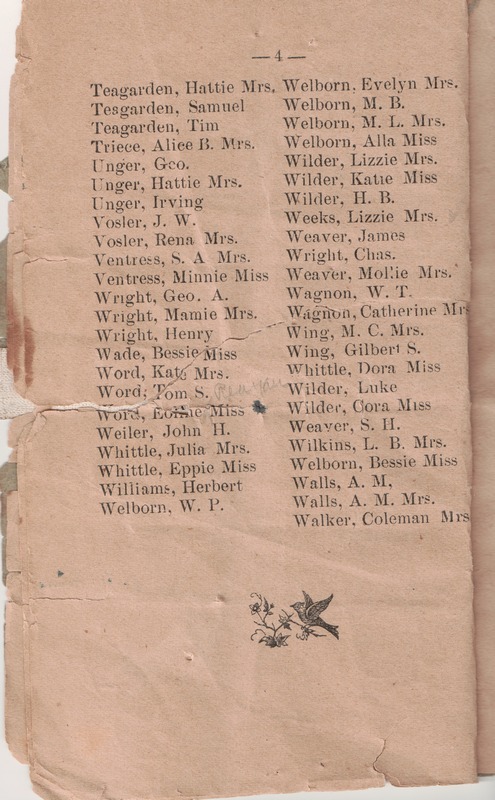 — 4 —
Teagarden, Hattie Mrs.
Teagarden, Samuel
Teagarden, Tim
Triece, Alice B. Mrs.
Unger, Geo.
Unger, Hattie Mrs.
Unger, Irving
Vosler, J. W.
Vosler, Rena Mrs.
Ventress, S. A Mrs.
Ventress, Minnie Miss
Wright, Geo. A.
Wright, Mamie Mrs.
Wright, Henry
Wade, Bessie Miss
Word, Kate Mrs.
Word, Tom S.
Word, Miss
Weiler, John H.
Whittle, Julia Mrs.
Whittle, Eppie Miss
Williams, Herbert
Welborn, W. P.
Welborn, Evelyn Mrs.
Welborn, M. B.
Welborn, M. L. Mrs.
Welborn, Alla Miss
Wilder, Lizzie Mrs.
Wilder, Katie Miss
Wilder, H. B.
Weeks, Lizzie Mrs.
Weaver, James
Wright, Chas.
Weaver, Mollie Mrs.
Wagnon, W. T.
Wagnon, Catherine Mrs
Wing, M. C. Mrs.
Wing, Gilbert S.
Whittle, Dora Miss
Wilder, Luke
Wilder, Cora Miss
Weaver, S. H.
Wilkins, L. B. Mrs.
Welborn, Bessie Miss
Walls, A. M,
Walls, A. M. Mrs.
Walker, Coleman Mrs